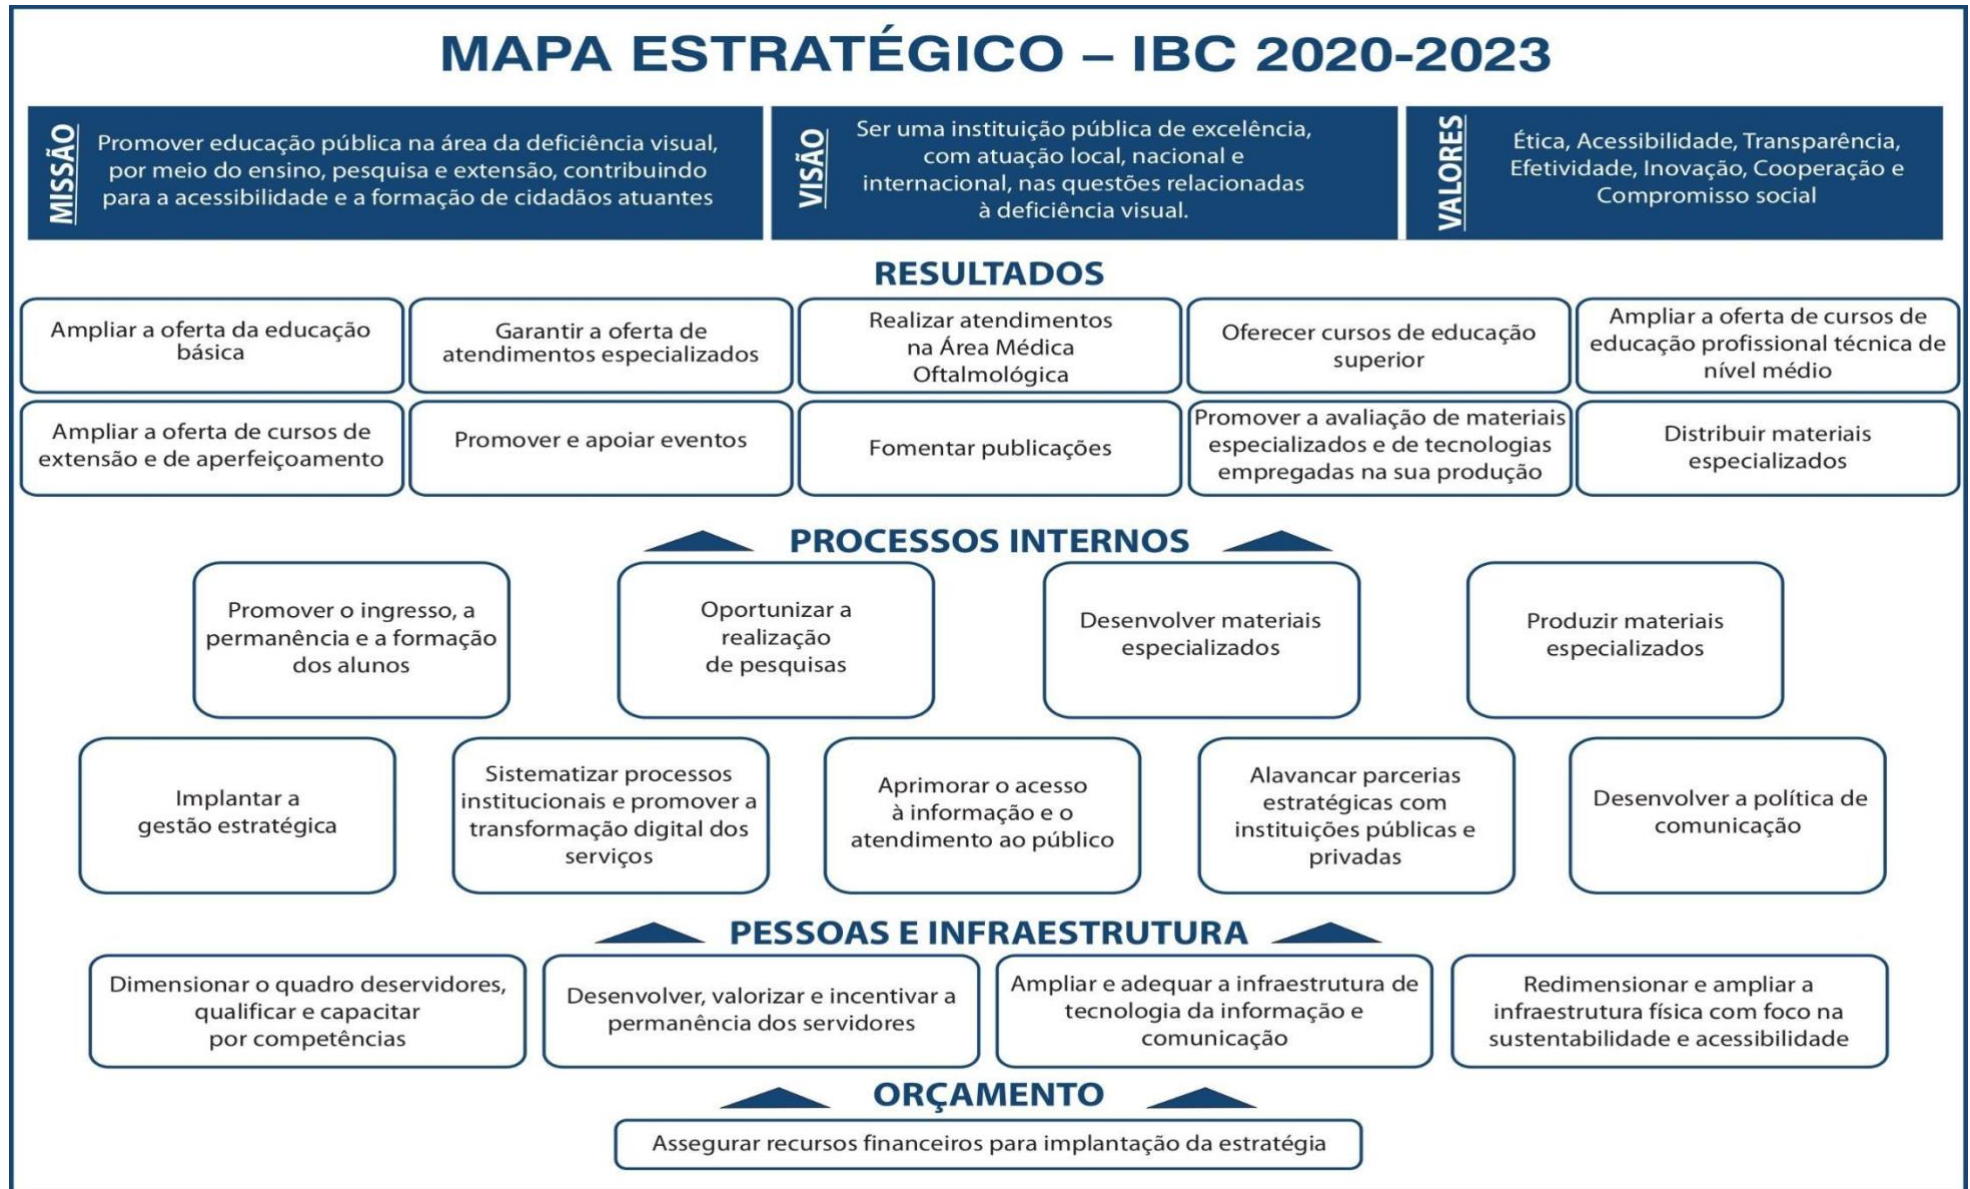 MAPA ESTRATÉGICO – IBC 2020-2023
MISSÃO
Promover educação pública na área da deficiência visual,
por meio do ensino, pesquisa e extensão, contribuindo
para a acessibilidade e a formação de cidadãos atuantes
VISÃO
Ser uma instituição pública de excelência,
com atuação local, nacional e
internacional, nas questões relacionadas
à deficiência visual.
VALORES
Ética, Acessibilidade, Transparência,
Efetividade, Inovação, Cooperação e
Compromisso social
RESULTADOS
Ampliar a oferta da educação
básica
Garantir a oferta de
atendimentos especializados
Realizar atendimentos
na Área Médica
Oftalmológica
Oferecer cursos de educação
superior
Ampliar a oferta de cursos de
educação profissional técnica de
nível médio
Ampliar a oferta de cursos de
extensão e de aperfeiçoamento
Promover e apoiar eventos
Fomentar publicações
Promover a avaliação de materiais
especializados e de tecnologias
empregadas na sua produção
Distribuir materiais
especializados
PROCESSOS INTERNOS
Promover o ingresso, a
permanência e a formação
dos alunos
Oportunizar a
realização
de pesquisas
Desenvolver materiais
especializados
Produzir materiais
especializados
Implantar a
gestão estratégica
Sistematizar processos
institucionais e promover a
transformação digital dos
serviços
Aprimorar o acesso
à informação e o
atendimento ao público
Alavancar parcerias
estratégicas com
instituições públicas e
privadas
Desenvolver a política de
comunicação
PESSOAS E INFRAESTRUTURA
Dimensionar o quadro deservidores,
qualificar e capacitar
por competências
Desenvolver, valorizar e incentivar a
permanência dos servidores
Ampliar e adequar a infraestrutura de
tecnologia da informação e
comunicação
Redimensionar e ampliar a
infraestrutura física com foco na
sustentabilidade e acessibilidade
ORÇAMENTO
Assegurar recursos financeiros para implantação da estratégia